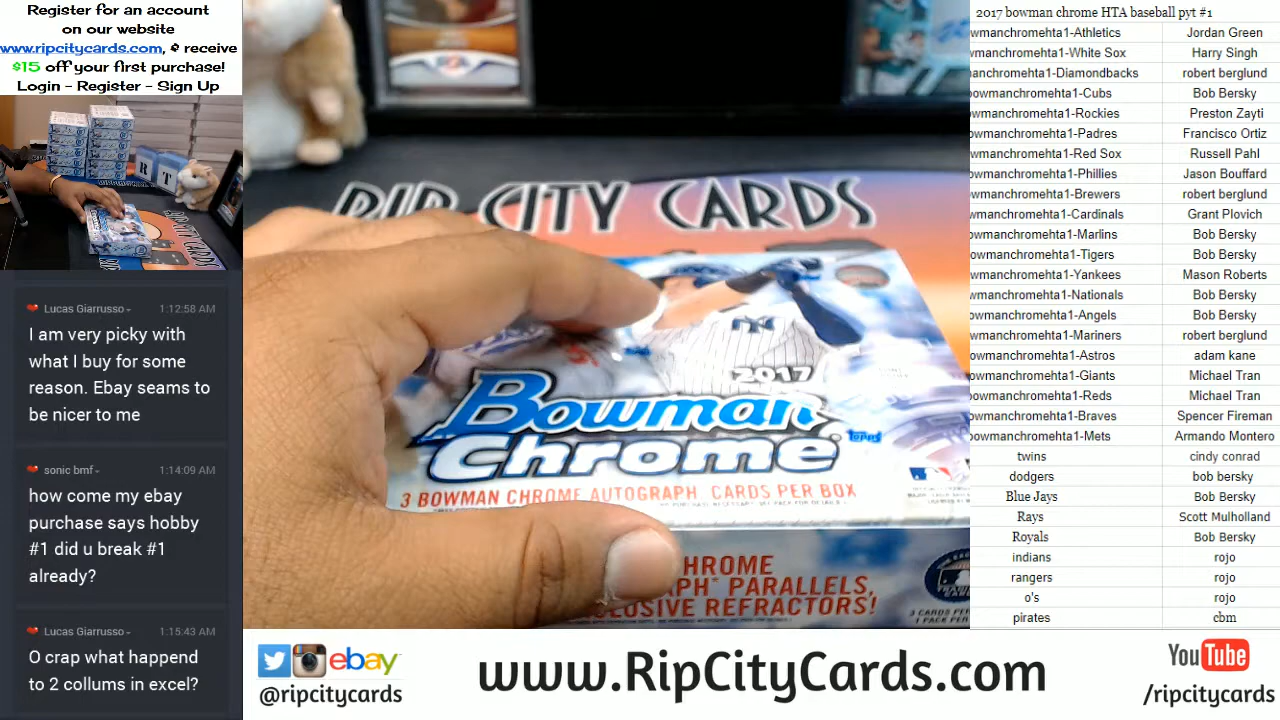 Register for an account
on our website
www.ripcitycards.com, & receive
$15 off your first purchase!
Login - Register - Sign Up
R T
RIP CITY CARDS
Lucas Giarrusso 1:12:58 AM
I am very picky with
what I buy for some
reason. Ebay seams to
be nicer to me
sonic bmf 1:14:09 AM
how come my ebay
purchase says hobby
#1 did u break #1
already?
Lucas Giarrusso 1:15:43 AM
O crap what happend
to 2 collums in excel?
RIP CITY CARDS
2017
Bowman
Chrome
topps
3 BOWMAN CHROME AUTOGRAPH CARDS PER BOX
HROME
PH* PARALLELS,
CLUSIVE REFRACTORS!
3 CARDS PE
@ripcitycards
ebay
www.RipCityCards.com
YouTube
/ripcitycards
2017 bowman chrome HTA baseball pyt #1
owmanchromehta1-Athletics Jordan Green
owmanchromehta1-White Sox Harry Singh
manchromehta1-Diamondbacks robert berglund
bowmanchromehta1-Cubs Bob Bersky
owmanchromehta1-Rockies Preston Zayti
owmanchromehta1-Padres Francisco Ortiz
owmanchromehta1-Red Sox Russell Pahl
owmanchromehta1-Phillies Jason Bouffard
owmanchromehta1-Brewers robert berglund
owmanchromehta1-Cardinals Grant Plovich
owmanchromehta1-Marlins Bob Bersky
owmanchromehta1-Tigers Bob Bersky
owmanchromehta1-Yankees Mason Roberts
owmanchromehta1-Nationals Bob Bersky
owmanchromehta1-Angels Bob Bersky
owmanchromehta1-Mariners robert berglund
owmanchromehta1-Astros adam kane
owmanchromehta1-Giants Michael Tran
owmanchromehta1-Reds Michael Tran
owmanchromehta1-Braves Spencer Fireman
bowmanchromehta1-Mets Armando Montero
twins cindy conrad
dodgers bob bersky
Blue Jays Bob Bersky
Rays Scott Mulholland
Royals Bob Bersky
indians rojo
rangers rojo
o's rojo
pirates cbm